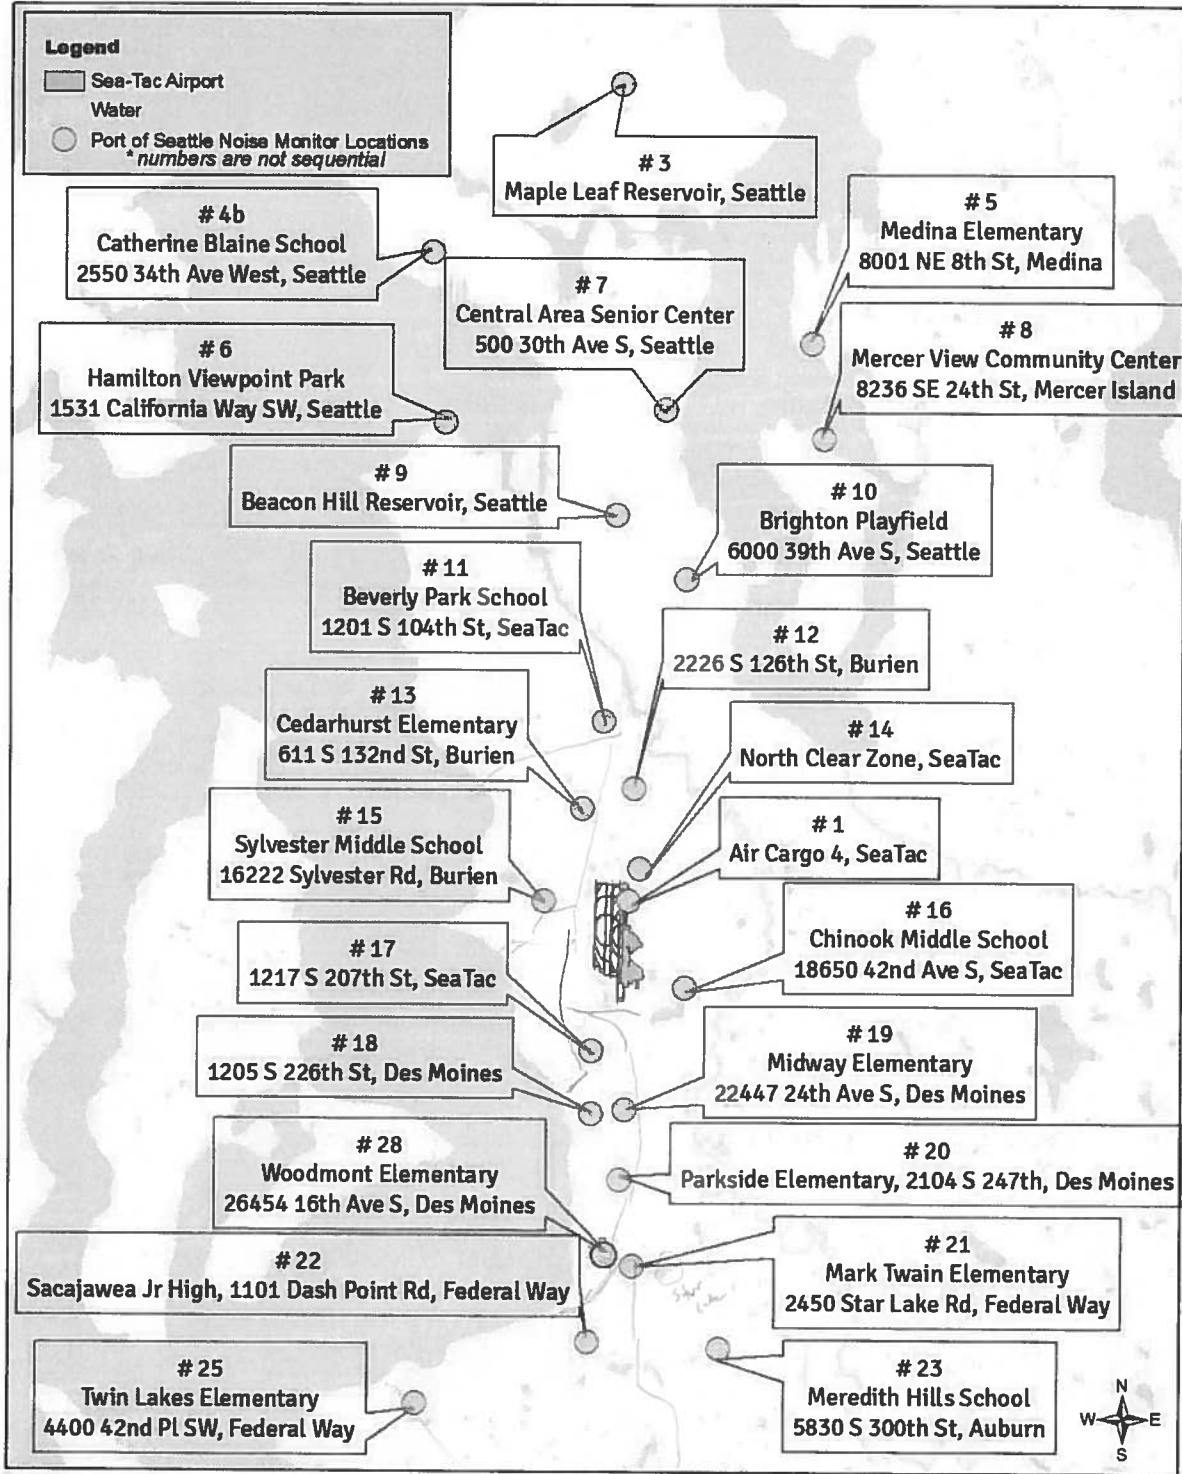 Legend
Sea-Tac Airport
Water
Port of Seattle Noise Monitor Locations
*numbers are not sequential
# 3
Maple Leaf Reservoir, Seattle
# 4b
Catherine Blaine School
2550 34th Ave West, Seattle
# 5
Medina Elementary
8001 NE 8th St, Medina
# 7
Central Area Senior Center
500 30th Ave S, Seattle
# 6
Hamilton Viewpoint Park
1531 California Way SW, Seattle
# 8
Mercer View Community Center
8236 SE 24th St, Mercer Island
# 9
Beacon Hill Reservoir, Seattle
# 10
Brighton Playfield
6000 39th Ave S, Seattle
# 11
Beverly Park School
1201 S 104th St, SeaTac
# 12
2226 S 126th St, Burien
# 13
Cedarhurst Elementary
611 S 132nd St, Burien
# 14
North Clear Zone, SeaTac
# 15
Sylvester Middle School
16222 Sylvester Rd, Burien
# 1
Air Cargo 4, SeaTac
# 16
Chinook Middle School
18650 42nd Ave S, SeaTac
# 17
1217 S 207th St, SeaTac
# 18
1205 S 226th St, Des Moines
# 19
Midway Elementary
22447 24th Ave S, Des Moines
# 28
Woodmont Elementary
26454 16th Ave S, Des Moines
# 20
Parkside Elementary, 2104 S 247th, Des Moines
# 22
Sacajawea Jr High, 1101 Dash Point Rd, Federal Way
# 21
Mark Twain Elementary
2450 Star Lake Rd, Federal Way
Star
Lake
# 25
Twin Lakes Elementary
4400 42nd Pl SW, Federal Way
# 23
Meredith Hills School
5830 S 300th St, Auburn
N
W E
S